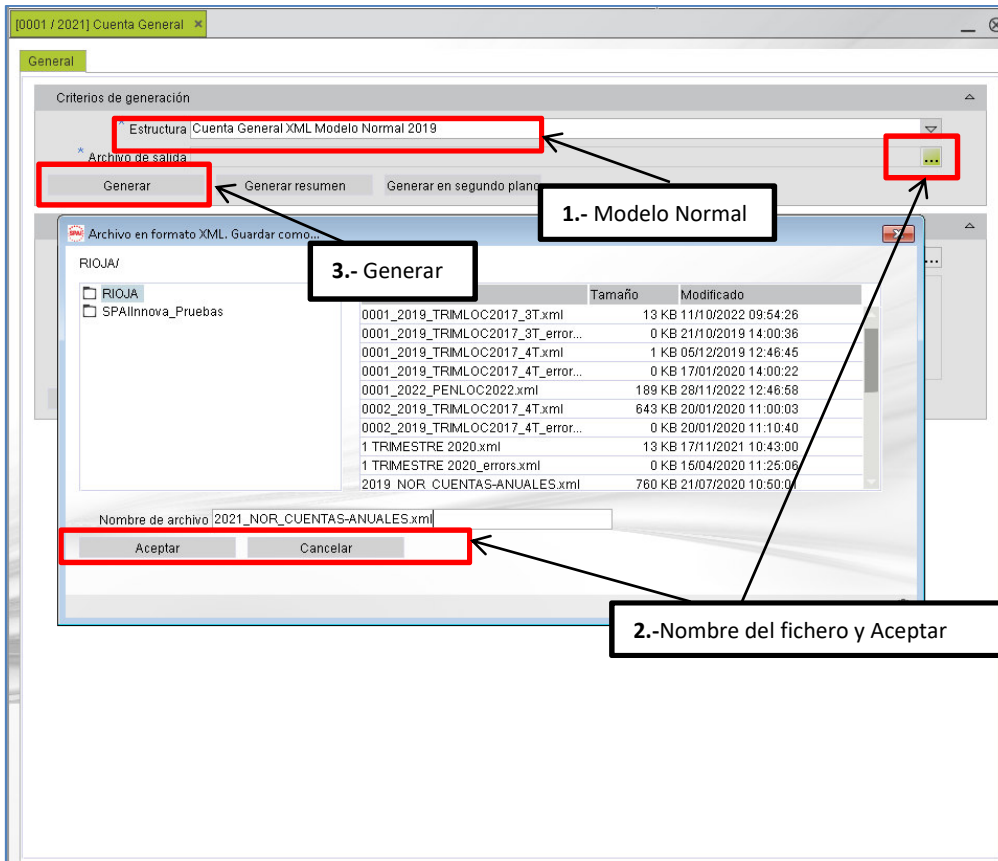 [0001 / 2021] Cuenta General
General
Criterios de generación
* Estructura Cuenta General XML Modelo Normal 2019
* Archivo de salida
...
Generar Generar resumen Generar en segundo plano
1.- Modelo Normal
SPAI Archivo en formato XML. Guardar como...
...
3.- Generar
RIOJA/
RIOJA
SPAIInnova_Pruebas
Tamaño Modificado
0001_2019_TRIMLOC2017_3T.xml 13 KB 11/10/2022 09:54:26
0001_2019_TRIMLOC2017_3T_error... 0 KB 21/10/2019 14:00:36
0001_2019_TRIMLOC2017_4T.xml 1 KB 05/12/2019 12:46:45
0001_2019_TRIMLOC2017_4T_error... 0 KB 17/01/2020 14:00:22
0001_2022_PENLOC2022.xml 189 KB 28/11/2022 12:46:58
0002_2019_TRIMLOC2017_4T.xml 643 KB 20/01/2020 11:00:03
0002_2019_TRIMLOC2017_4T_error... 0 KB 20/01/2020 11:10:40
1 TRIMESTRE 2020.xml 13 KB 17/11/2021 10:43:00
1 TRIMESTRE 2020_errors.xml 0 KB 15/04/2020 11:25:06
2019_NOR_CUENTAS-ANUALES.xml 760 KB 21/07/2020 10:50:01
Nombre de archivo 2021_NOR_CUENTAS-ANUALES.xml
Aceptar Cancelar
2.-Nombre del fichero y Aceptar